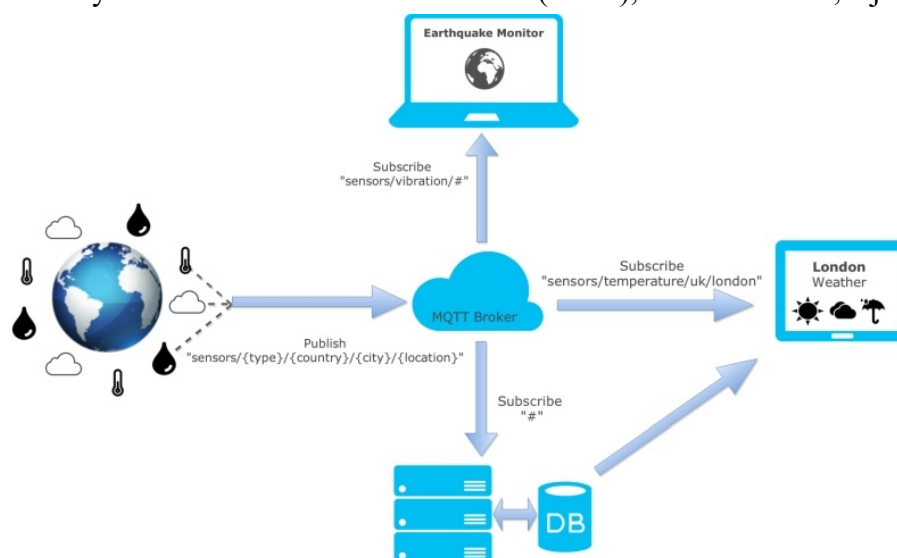 Earthquake Monitor
Subscribe
"sensors/vibration/#"
Subscribe
"sensors/temperature/uk/london"
London
Weather
MQTT Broker
Publish
"sensors/{type}/{country}/{city}/{location}"
Subscribe
"#"
DB